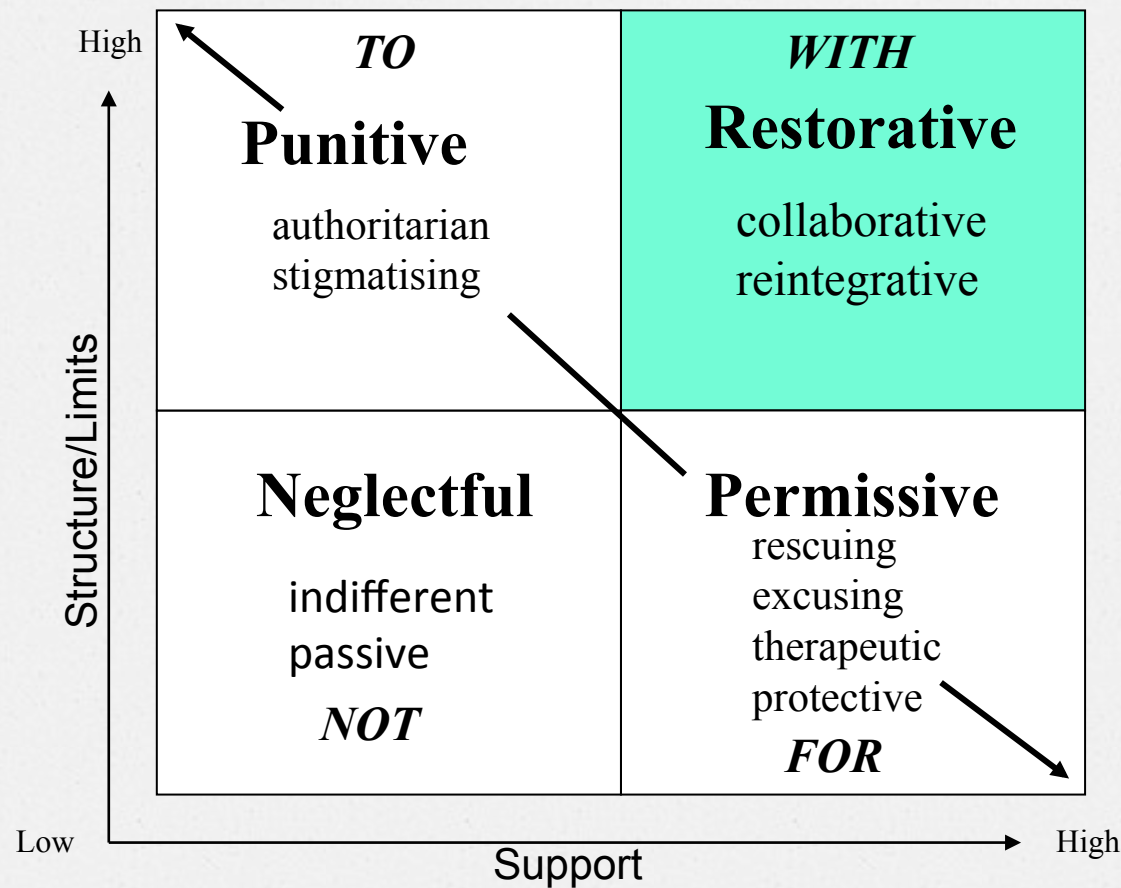 High
TO
Punitive
authoritarian
stigmatising
WITH
Restorative
collaborative
reintegrative
Structure/Limits
Neglectful
indifferent
passive
NOT
Permissive
rescuing
excusing
therapeutic
protective
FOR
Low
Support
High